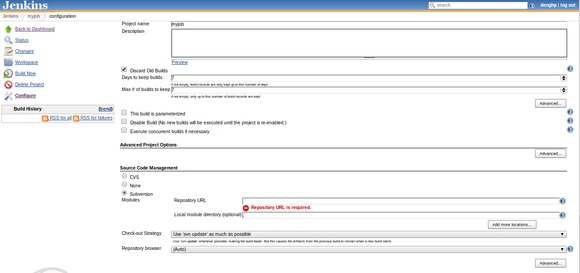 Jenkins
search
denghp | log out
Jenkins
myjob
configuration
Back to Dashboard
Status
Changes
Workspace
Build Now
Delete Project
Configure
Build History
(trend)
RSS for all
RSS for failures
Project name
myjob
Description
Preview
Discard Old Builds
Days to keep builds
7
if not empty, build records are only kept up to this number of days
Max # of builds to keep
7
if not empty, only up to this number of build records are kept
Advanced...
This build is parameterized
Disable Build (No new builds will be executed until the project is re-enabled.)
Execute concurrent builds if necessary
Advanced Project Options
Advanced...
Source Code Management
CVS
None
Subversion
Modules
Repository URL
Repository URL is required.
Local module directory (optional)
Add more locations...
Check-out Strategy
Use 'svn update' as much as possible
Use 'svn update' whenever possible, making the build faster. But this causes the artifacts from the previous build to remain when a new build starts.
Repository browser
(Auto)
Advanced...